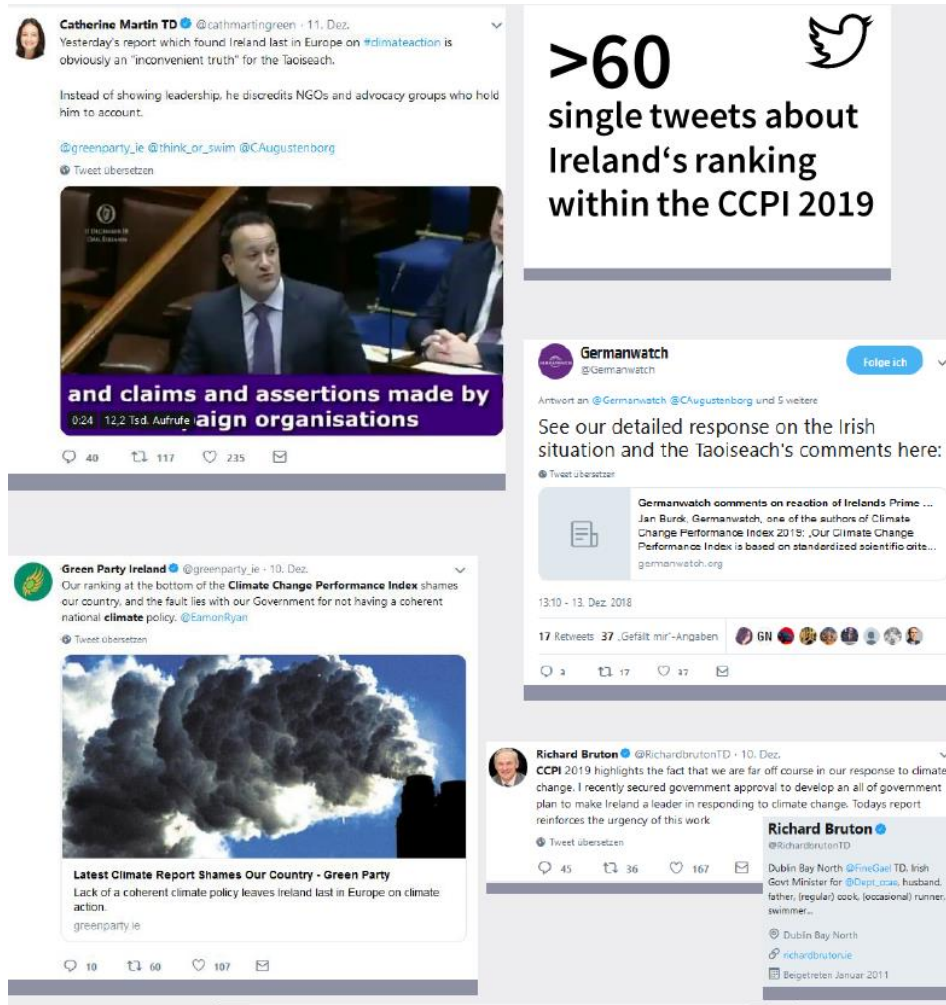 Catherine Martin TD @cathmartingreen · 11. Dez.
Yesterday's report which found Ireland last in Europe on #climateaction is
obviously an "inconvenient truth" for the Taoiseach.
Instead of showing leadership, he discredits NGOs and advocacy groups who hold
him to account.
@greenparty_ie @think_or_swim @CAugustenborg
Tweet übersetzen
and claims and assertions made by
0:24 12,2 Tsd. Aufrufe aign organisations
40 117 235
>60
single tweets about
Ireland's ranking
within the CCPI 2019
Germanwatch
@Germanwatch
Folge ich
Antwort an @Germanwatch @CAugustenborg und 5 weitere
See our detailed response on the Irish
situation and the Taoiseach's comments here:
Tweet übersetzen
Germanwatch comments on reaction of Irelands Prime ...
Jan Burck, Germanwatch, one of the authors of Climate
Change Performance Index 2019: „Our Climate Change
Performance Index is based on standardized scientific crite...
germanwatch.org
13:10 - 13. Dez. 2018
17 Retweets 37 „Gefällt mir"-Angaben GN
3 17 37
Green Party Ireland @greenparty_ie · 10. Dez.
Our ranking at the bottom of the Climate Change Performance Index shames
our country, and the fault lies with our Government for not having a coherent
national climate policy. @EamonRyan
Tweet übersetzen
Latest Climate Report Shames Our Country - Green Party
Lack of a coherent climate policy leaves Ireland last in Europe on climate
action.
greenparty.ie
10 60 107
Richard Bruton @RichardbrutonTD · 10. Dez.
CCPI 2019 highlights the fact that we are far off course in our response to climate
change. I recently secured government approval to develop an all of government
plan to make Ireland a leader in responding to climate change. Todays report
reinforces the urgency of this work
Tweet übersetzen
45 36 167
Richard Bruton
@RichardbrutonTD
Dublin Bay North @FineGael TD. Irish
Govt Minister for @Dept_ccae, husband,
father, (regular) cook, (occasional) runner,
swimmer...
Dublin Bay North
richardbruton.ie
Beigetreten Januar 2011